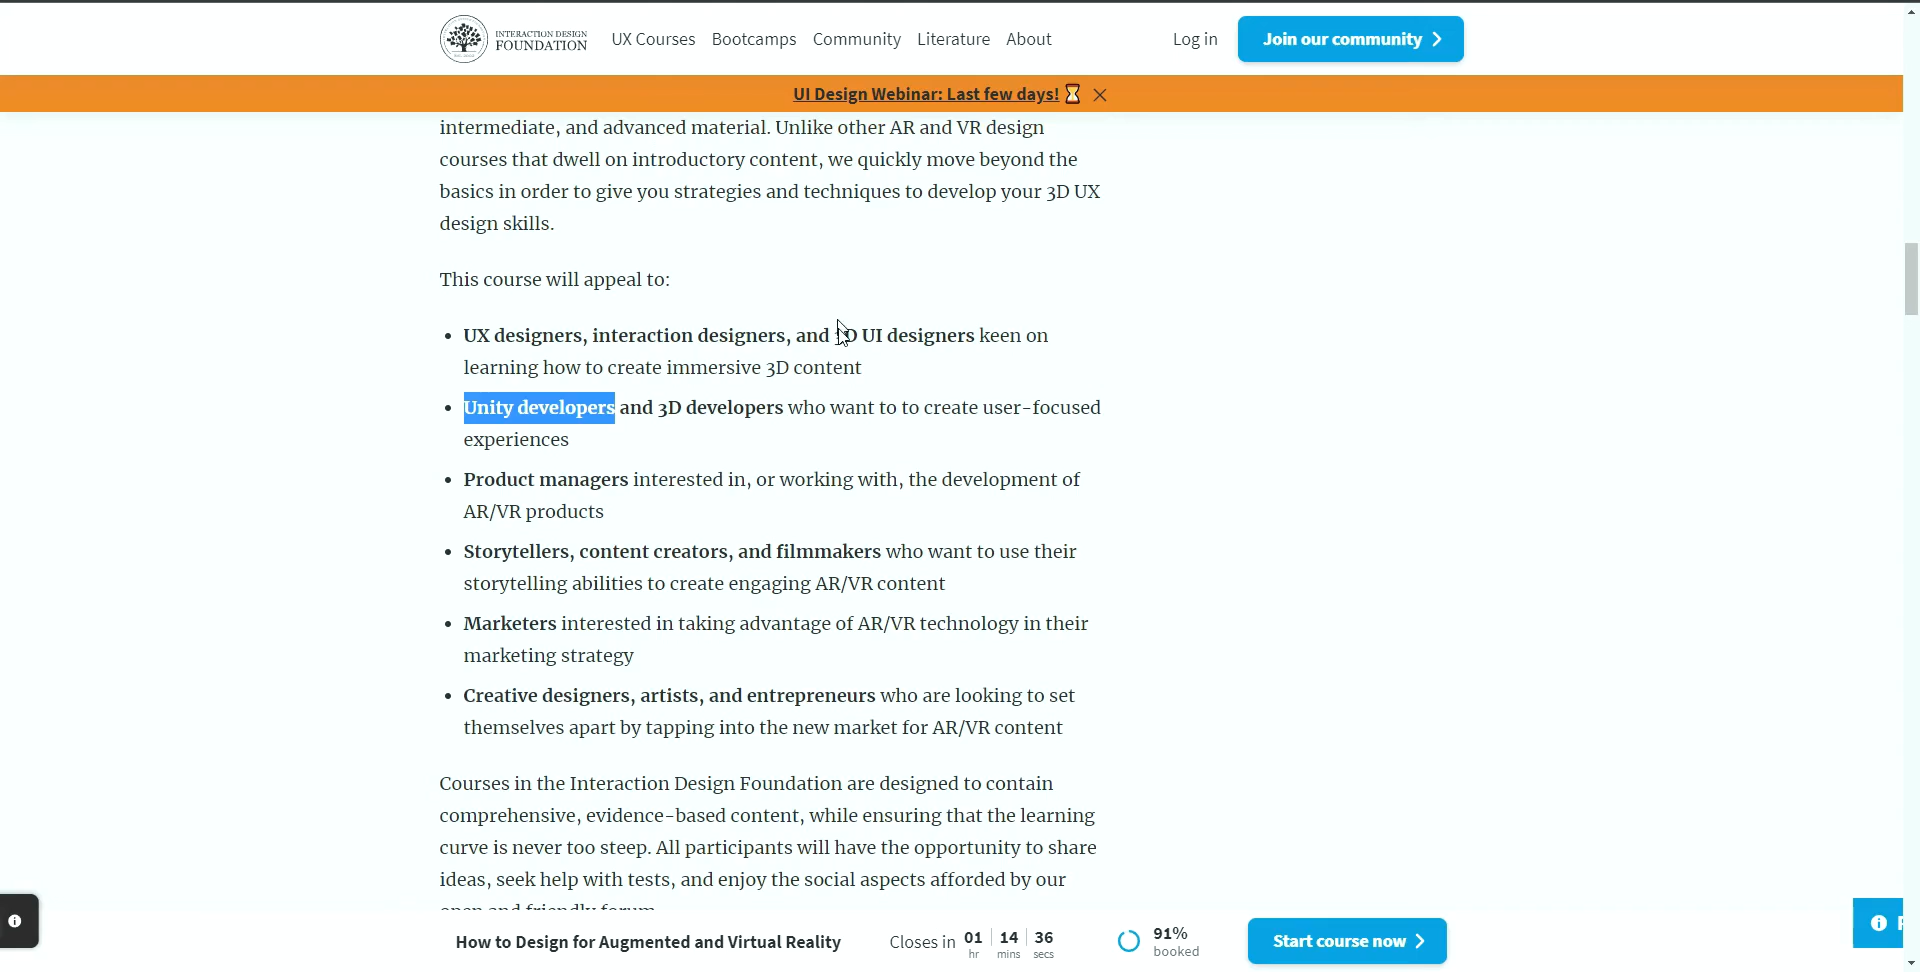 INTERACTION DESIGN
FOUNDATION
UX Courses Bootcamps Community Literature About
Log in
Join our community
UI Design Webinar: Last few days!
intermediate, and advanced material. Unlike other AR and VR design
courses that dwell on introductory content, we quickly move beyond the
basics in order to give you strategies and techniques to develop your 3D UX
design skills.
This course will appeal to:
• UX designers, interaction designers, and UI designers keen on
learning how to create immersive 3D content
• Unity developers and 3D developers who want to to create user-focused
experiences
• Product managers interested in, or working with, the development of
AR/VR products
• Storytellers, content creators, and filmmakers who want to use their
storytelling abilities to create engaging AR/VR content
• Marketers interested in taking advantage of AR/VR technology in their
marketing strategy
• Creative designers, artists, and entrepreneurs who are looking to set
themselves apart by tapping into the new market for AR/VR content
Courses in the Interaction Design Foundation are designed to contain
comprehensive, evidence-based content, while ensuring that the learning
curve is never too steep. All participants will have the opportunity to share
ideas, seek help with tests, and enjoy the social aspects afforded by our
open and friendly forum.
How to Design for Augmented and Virtual Reality
Closes in 01 14 36
hr mins secs
91%
booked
Start course now